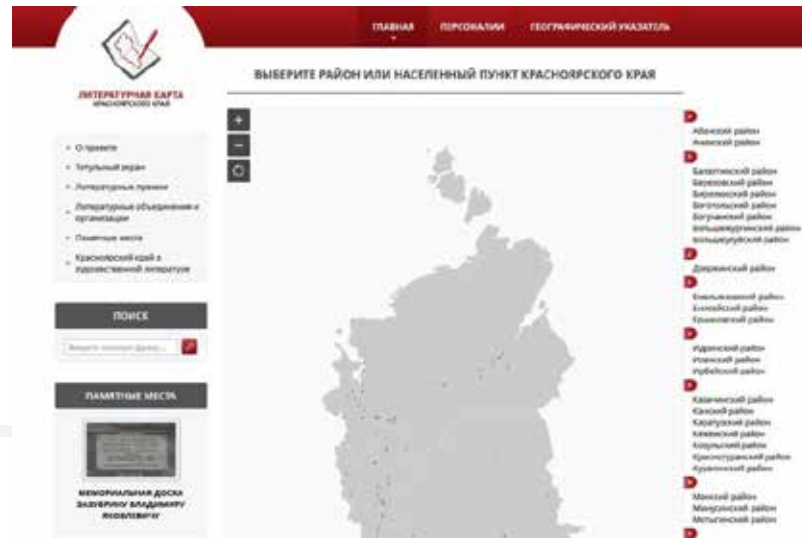 ГЛАВНАЯ
ПЕРСОНАЛИИ
ГЕОГРАФИЧЕСКИЙ УКАЗАТЕЛЬ
ЛИТЕРАТУРНАЯ КАРТА
КРАСНОЯРСКОГО КРАЯ
ВЫБЕРИТЕ РАЙОН ИЛИ НАСЕЛЕННЫЙ ПУНКТ КРАСНОЯРСКОГО КРАЯ
О проекте
Титульный экран
Литературные премии
Литературные объединения и
организации
Памятные места
Красноярский край в
художественной литературе
ПОИСК
Введите
ПАМЯТНЫЕ МЕСТА
МЕМОРИАЛЬНАЯ ДОСКА
ЗАЗУБРИНУ ВЛАДИМИРУ
ЯКОВЛЕВИЧУ
+
−
Абанский район
Ачинский район
Балахтинский район
Березовский район
Бирилюсский район
Боготольский район
Богучанский район
Большемуртинский район
Большеулуйский район
Дзержинский район
Емельяновский район
Енисейский район
Ермаковский район
Идринский район
Иланский район
Ирбейский район
Казачинский район
Канский район
Каратузский район
Кежемский район
Козульский район
Краснотуранский район
Курагинский район
Манский район
Минусинский район
Мотыгинский район